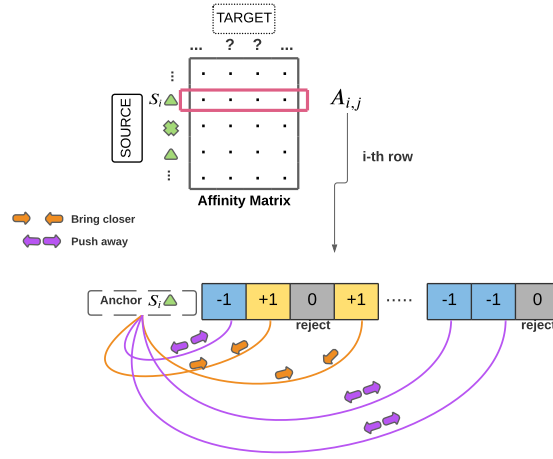 TARGET
... ? ? ...
...
S_i
SOURCE
...
A_{i,j}
i-th row
Affinity Matrix
Bring closer
Push away
Anchor S_i
-1 +1 0 +1 ..... -1 -1 0
reject reject